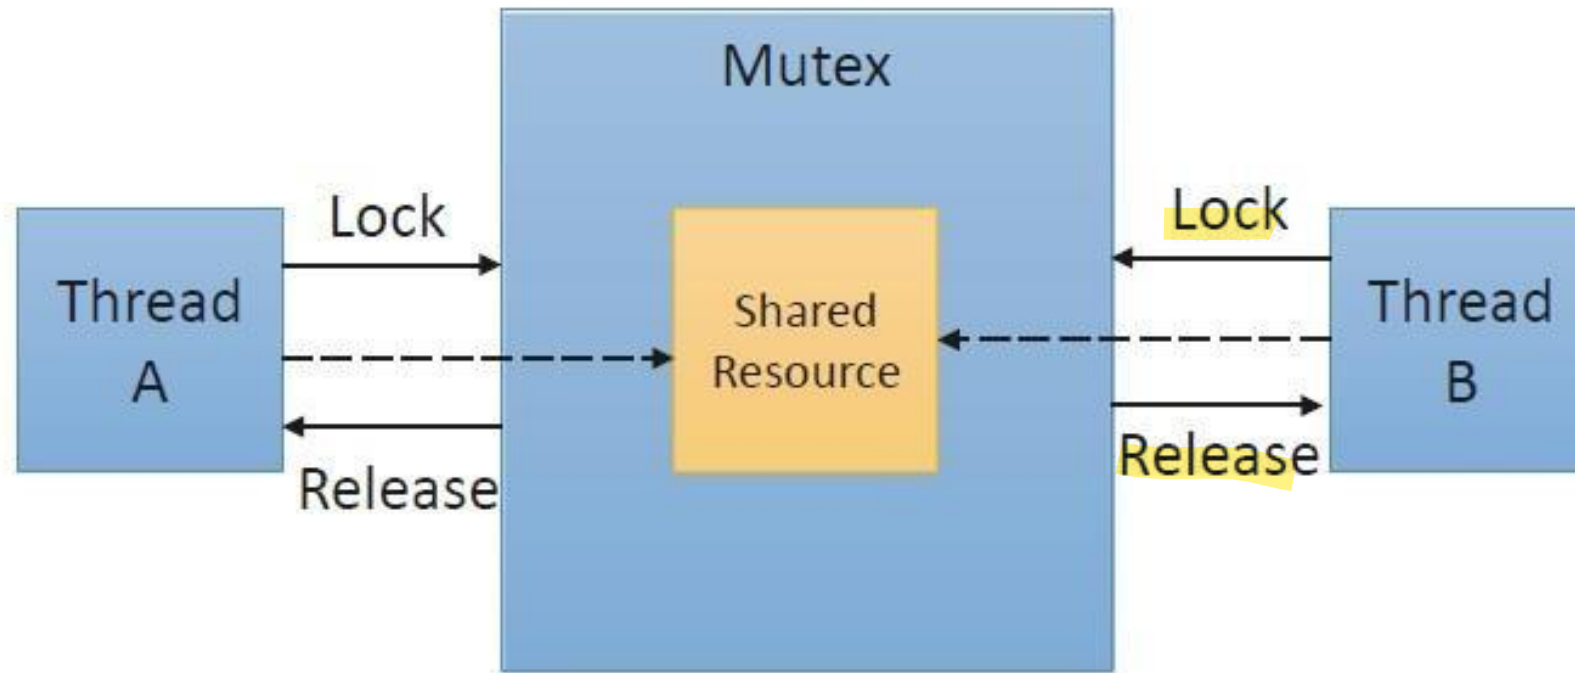 Mutex
Lock
Lock
Thread
A
Shared
Resource
Thread
B
Release
Release